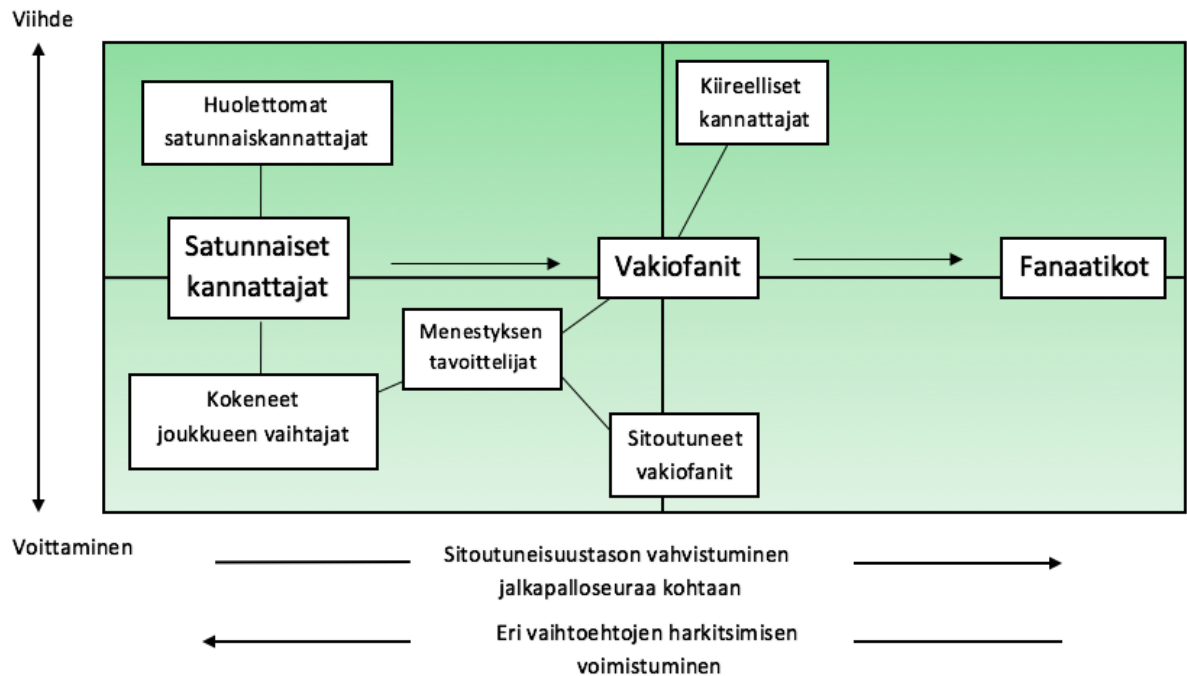 Viihde
Huolettomat
satunnaiskannattajat
Kiireelliset
kannattajat
Satunnaiset
kannattajat
Vakiofanit
Fanaatikot
Menestyksen
tavoittelijat
Kokeneet
joukkueen vaihtajat
Sitoutuneet
vakiofanit
Voittaminen
Sitoutuneisuustason vahvistuminen
jalkapalloseuraa kohtaan
Eri vaihtoehtojen harkitsimisen
voimistuminen